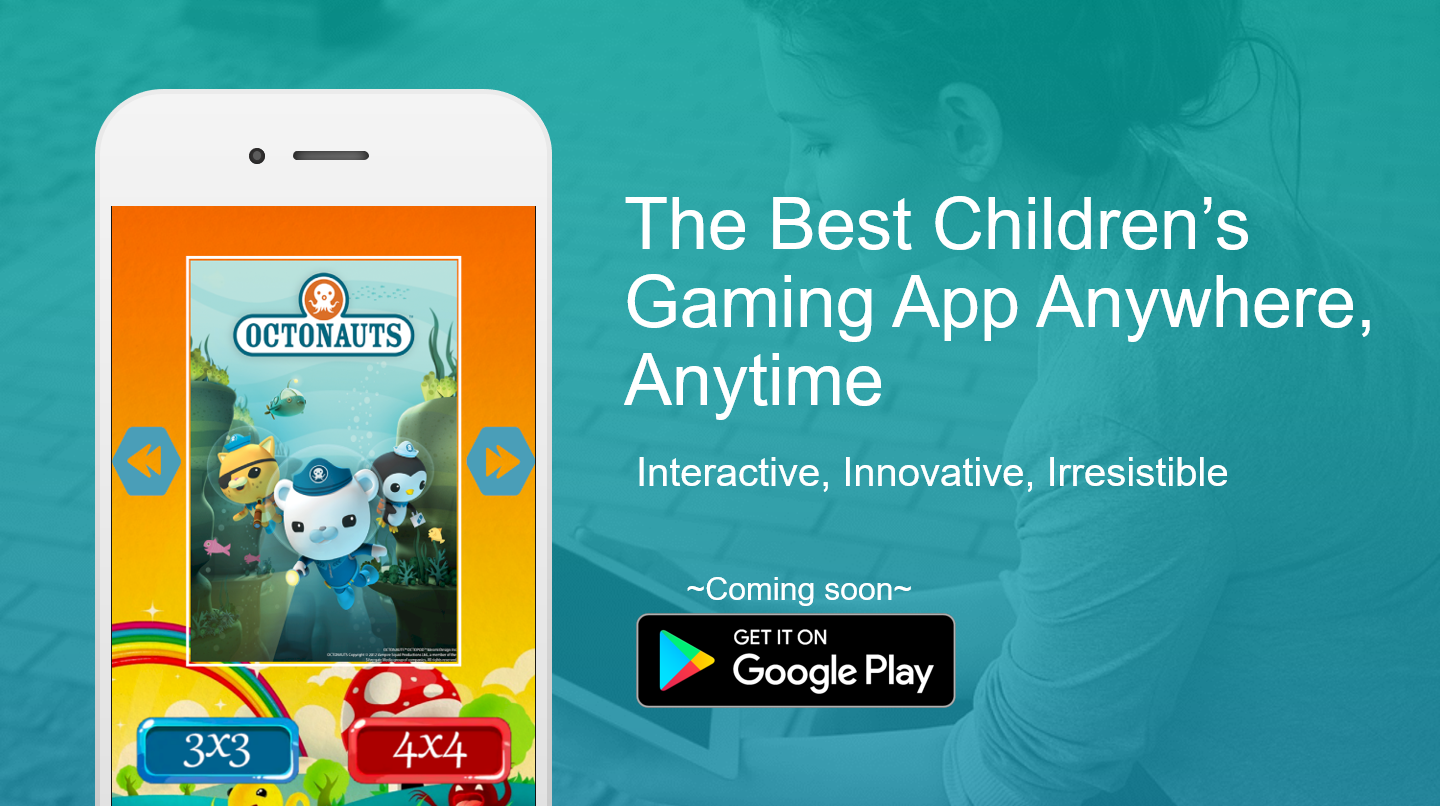 OCTONAUTS
3x3
4x4
The Best Children’s
Gaming App Anywhere,
Anytime
Interactive, Innovative, Irresistible
~Coming soon~
GET IT ON
Google Play